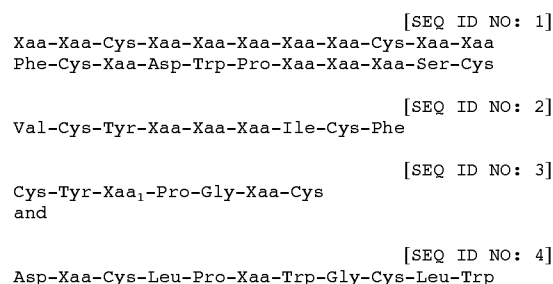 [SEQ ID NO: 1]
Xaa-Xaa-Cys-Xaa-Xaa-Xaa-Xaa-Xaa-Cys-Xaa-Xaa
Phe-Cys-Xaa-Asp-Trp-Pro-Xaa-Xaa-Xaa-Ser-Cys
[SEQ ID NO: 2]
Val-Cys-Tyr-Xaa-Xaa-Xaa-Ile-Cys-Phe
[SEQ ID NO: 3]
Cys-Tyr-Xaa₁-Pro-Gly-Xaa-Cys
and
[SEQ ID NO: 4]
Asp-Xaa-Cys-Leu-Pro-Xaa-Trp-Gly-Cys-Leu-Trp